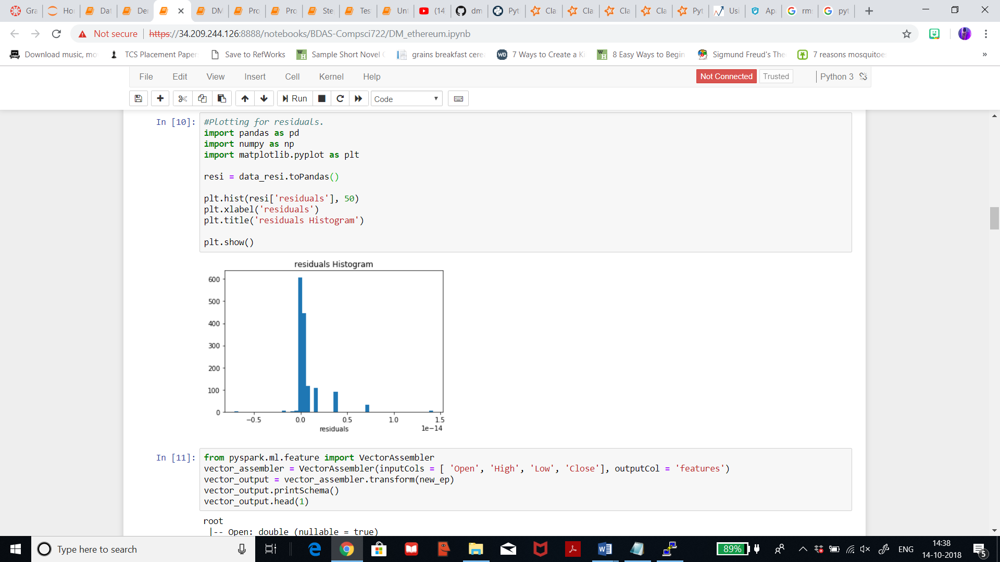 Gra
Ho
Dat
Der
DM
Pro
Pro
Ste
Tes
Unt
(14
dm
Pyt
Cla
Cla
Cla
Cla
Pyt
Usi
Ap
rm
pyt
Not secure
https://34.209.244.126:8888/notebooks/BDAS-Compsci722/DM_ethereum.ipynb
Download music, mo
TCS Placement Paper
Save to RefWorks
Sample Short Novel
grains breakfast cere
7 Ways to Create a Ki
8 Easy Ways to Begin
Sigmund Freud's The
7 reasons mosquitoe
»
File Edit View Insert Cell Kernel Help
Not Connected
Trusted
Python 3
Run
Code
In [10]:
#Plotting for residuals.
import pandas as pd
import numpy as np
import matplotlib.pyplot as plt
resi = data_resi.toPandas()
plt.hist(resi['residuals'], 50)
plt.xlabel('residuals')
plt.title('residuals Histogram')
plt.show()
residuals Histogram
600
500
400
300
200
100
0
−0.5 0.0 0.5 1.0 1.5
1e−14
residuals
In [11]:
from pyspark.ml.feature import VectorAssembler
vector_assembler = VectorAssembler(inputCols = [ 'Open', 'High', 'Low', 'Close'], outputCol = 'features')
vector_output = vector_assembler.transform(new_ep)
vector_output.printSchema()
vector_output.head(1)
root
|-- Open: double (nullable = true)
Type here to search
89%
ENG
14:38
14-10-2018
5